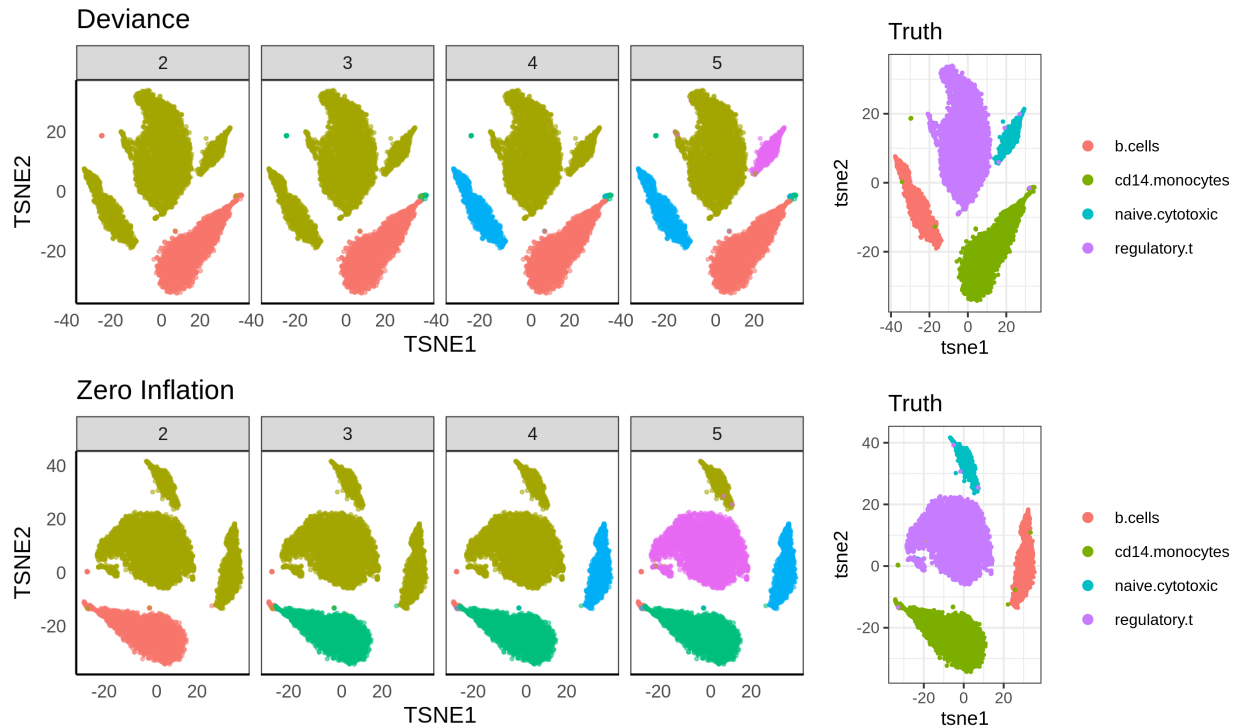 Deviance
2 3 4 5
TSNE2
20
0
-20
-40 -20 0 20 -40 -20 0 20 -40 -20 0 20 -40 -20 0 20
TSNE1
Truth
tsne2
20
0
-20
-40 -20 0 20
tsne1
b.cells
cd14.monocytes
naive.cytotoxic
regulatory.t
Zero Inflation
2 3 4 5
TSNE2
40
20
0
-20
-20 0 20 -20 0 20 -20 0 20 -20 0 20
TSNE1
Truth
tsne2
40
20
0
-20
-20 0 20
tsne1
b.cells
cd14.monocytes
naive.cytotoxic
regulatory.t